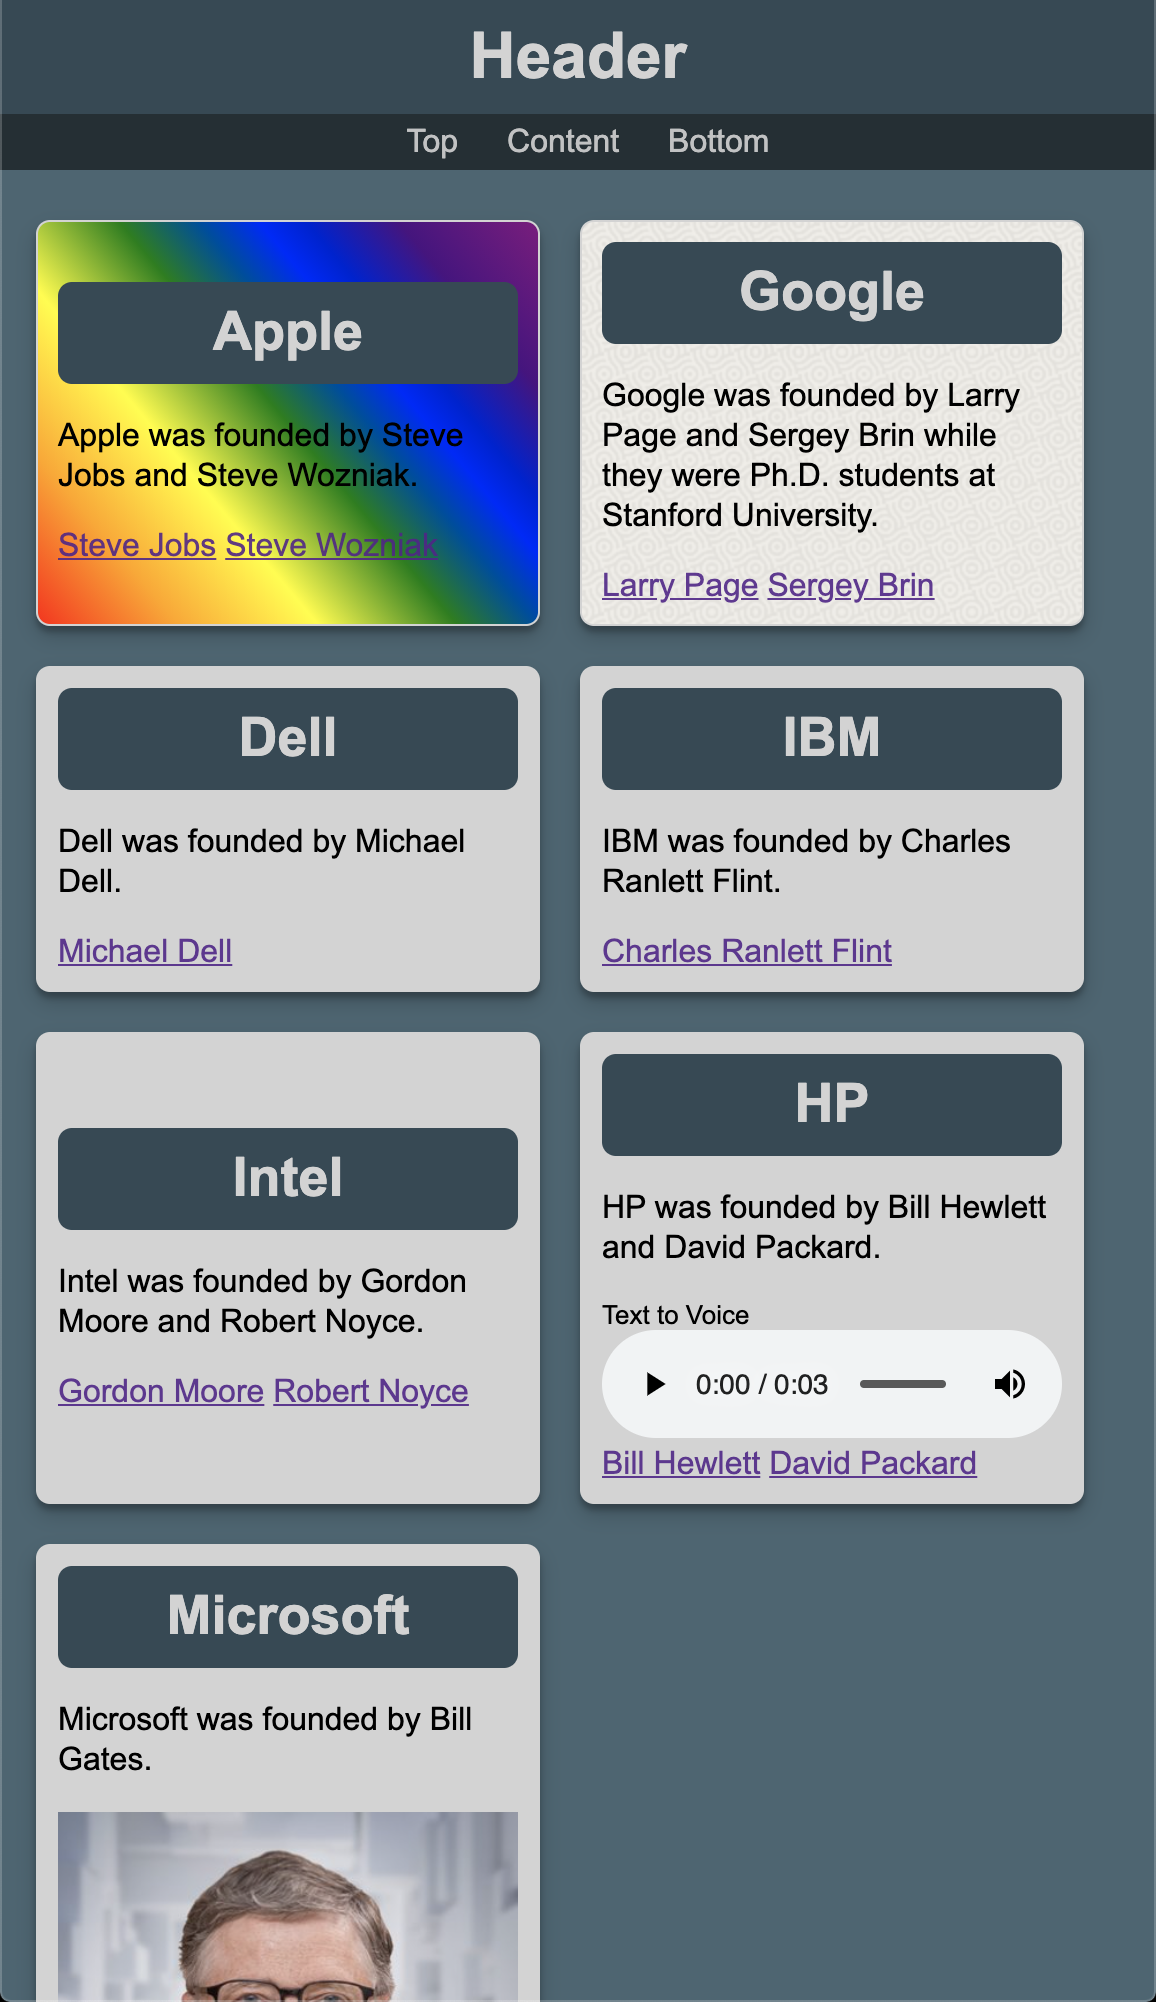 Header
Top Content Bottom
Apple
Apple was founded by Steve
Jobs and Steve Wozniak.
Steve Jobs Steve Wozniak
Google
Google was founded by Larry
Page and Sergey Brin while
they were Ph.D. students at
Stanford University.
Larry Page Sergey Brin
Dell
Dell was founded by Michael
Dell.
Michael Dell
IBM
IBM was founded by Charles
Ranlett Flint.
Charles Ranlett Flint
Intel
Intel was founded by Gordon
Moore and Robert Noyce.
Gordon Moore Robert Noyce
HP
HP was founded by Bill Hewlett
and David Packard.
Text to Voice
0:00 / 0:03
Bill Hewlett David Packard
Microsoft
Microsoft was founded by Bill
Gates.